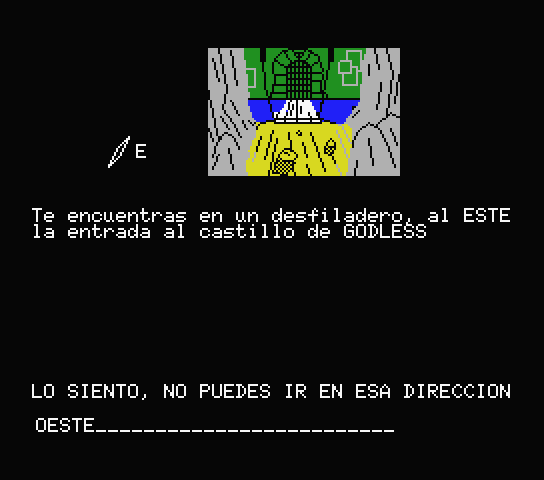 E
Te encuentras en un desfiladero, al ESTE
la entrada al castillo de GODLESS
LO SIENTO, NO PUEDES IR EN ESA DIRECCION
OESTE_________________________